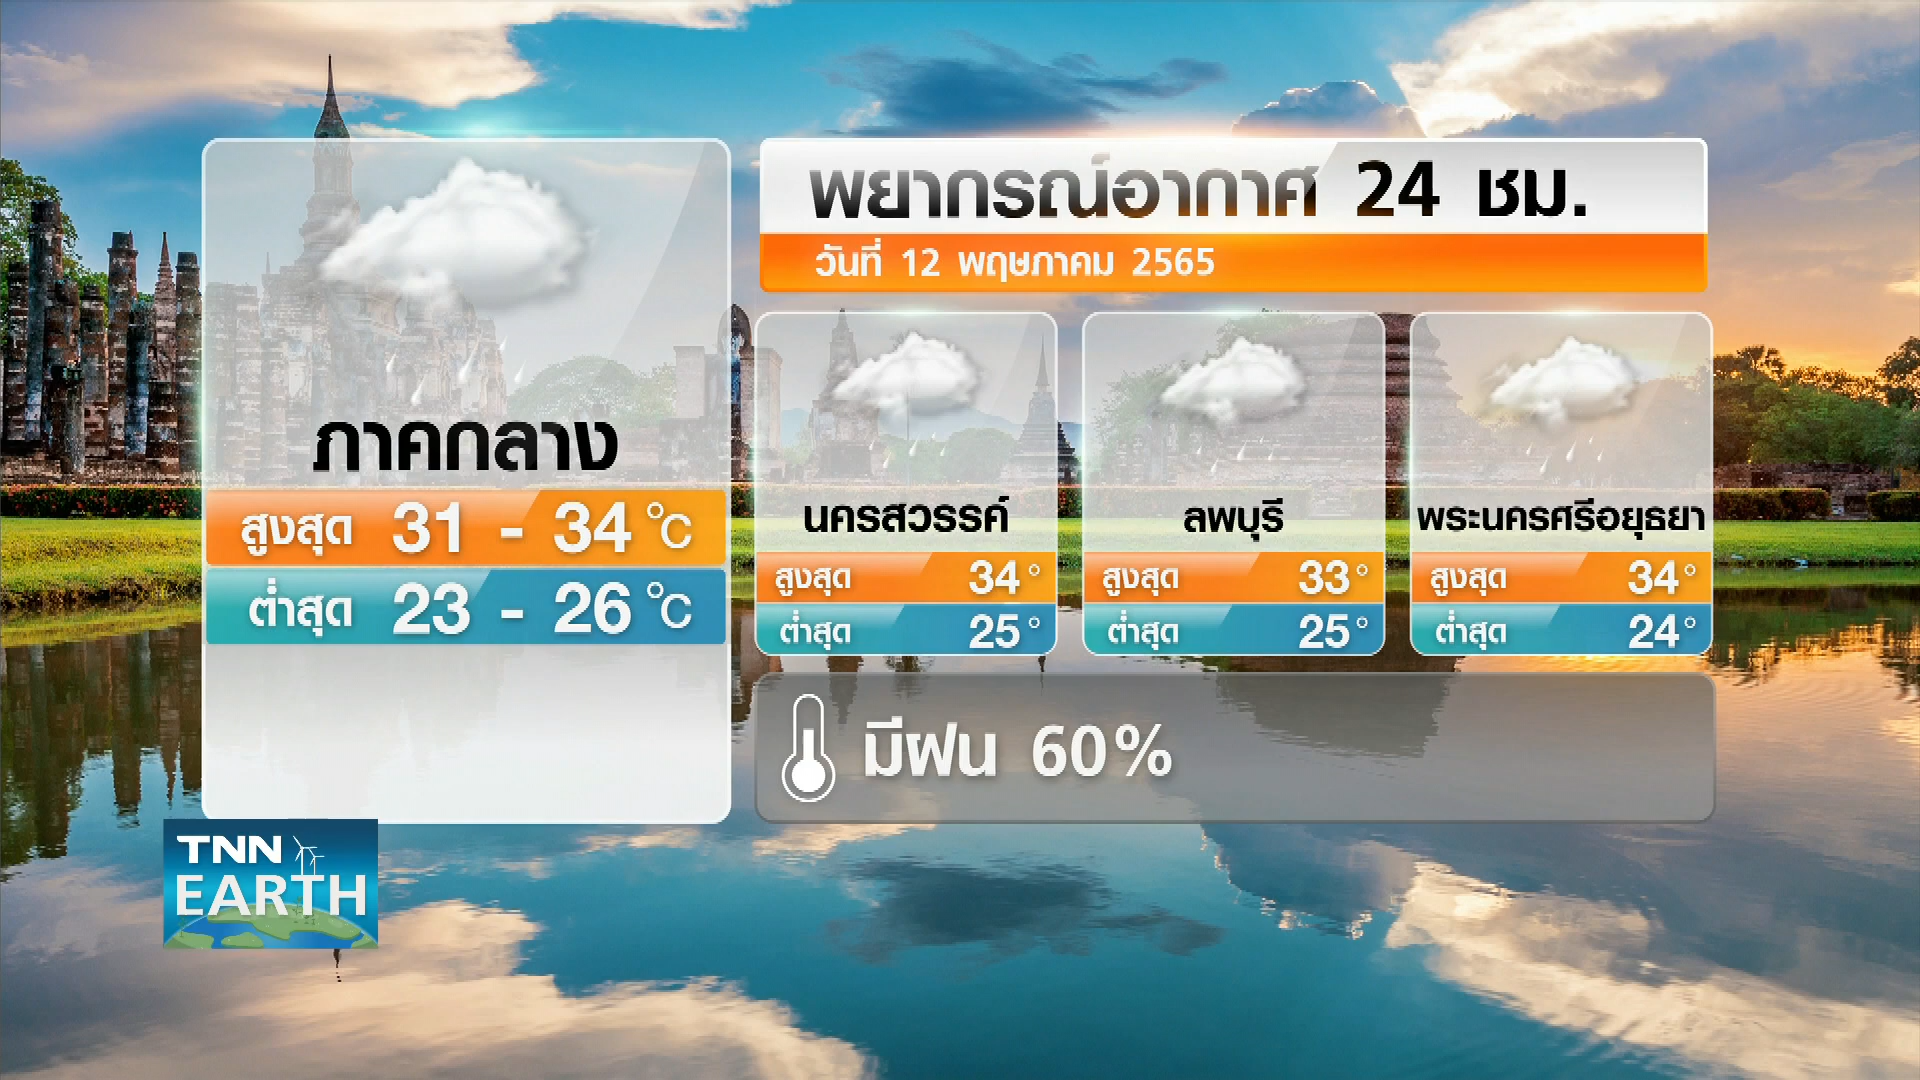 ภาคกลาง
สูงสุด 31 - 34 °C
ต่ำสุด 23 - 26 °C
พยากรณ์อากาศ 24 ชม.
วันที่ 12 พฤษภาคม 2565
นครสวรรค์
สูงสุด 34°
ต่ำสุด 25°
ลพบุรี
สูงสุด 33°
ต่ำสุด 25°
พระนครศรีอยุธยา
สูงสุด 34°
ต่ำสุด 24°
มีฝน 60%
TNN
EARTH